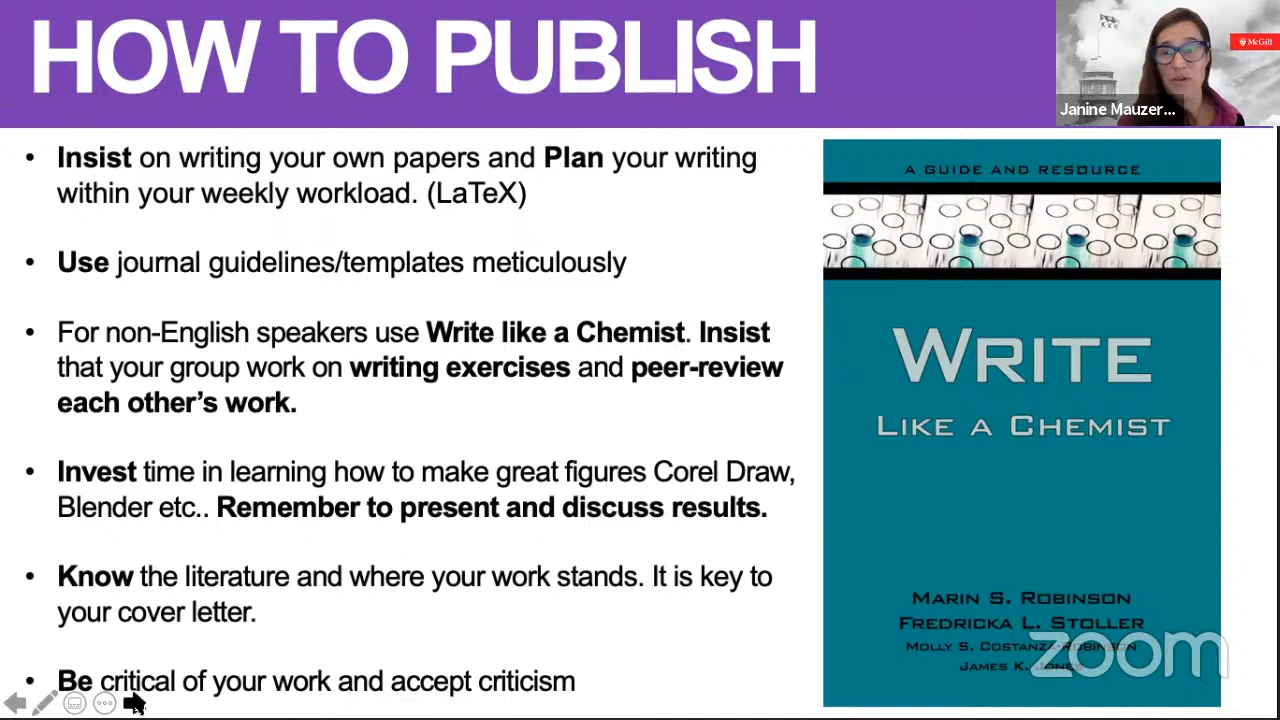 HOW TO PUBLISH
McGill
Janine Mauzer...
• Insist on writing your own papers and Plan your writing
within your weekly workload. (LaTeX)
• Use journal guidelines/templates meticulously
• For non-English speakers use Write like a Chemist. Insist
that your group work on writing exercises and peer-review
each other's work.
• Invest time in learning how to make great figures Corel Draw,
Blender etc.. Remember to present and discuss results.
• Know the literature and where your work stands. It is key to
your cover letter.
• Be critical of your work and accept criticism
A GUIDE AND RESOURCE
WRITE
LIKE A CHEMIST
MARIN S. ROBINSON
FREDRICKA L. STOLLER
MOLLY S. COSTANZA-ROBINSON
JAMES K. JONES
zoom